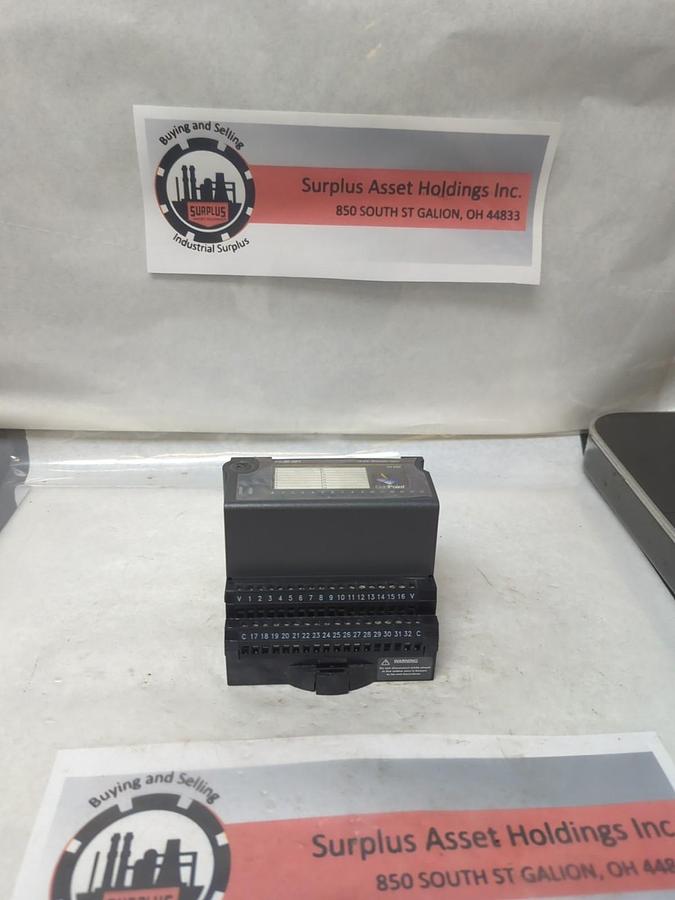 Buying and Selling
Surplus Asset Holdings Inc.
850 SOUTH ST GALION, OH 44833
SURPLUS
Industrial Surplus
FieldPoint
V 1 2 3 4 5 6 7 8 9 10 11 12 13 14 15 16 V
C 17 18 19 20 21 22 23 24 25 26 27 28 29 30 31 32 C
WARNING
Buying and Selling
Surplus Asset Holdings Inc
850 SOUTH ST GALION, OH 448
SURPLUS